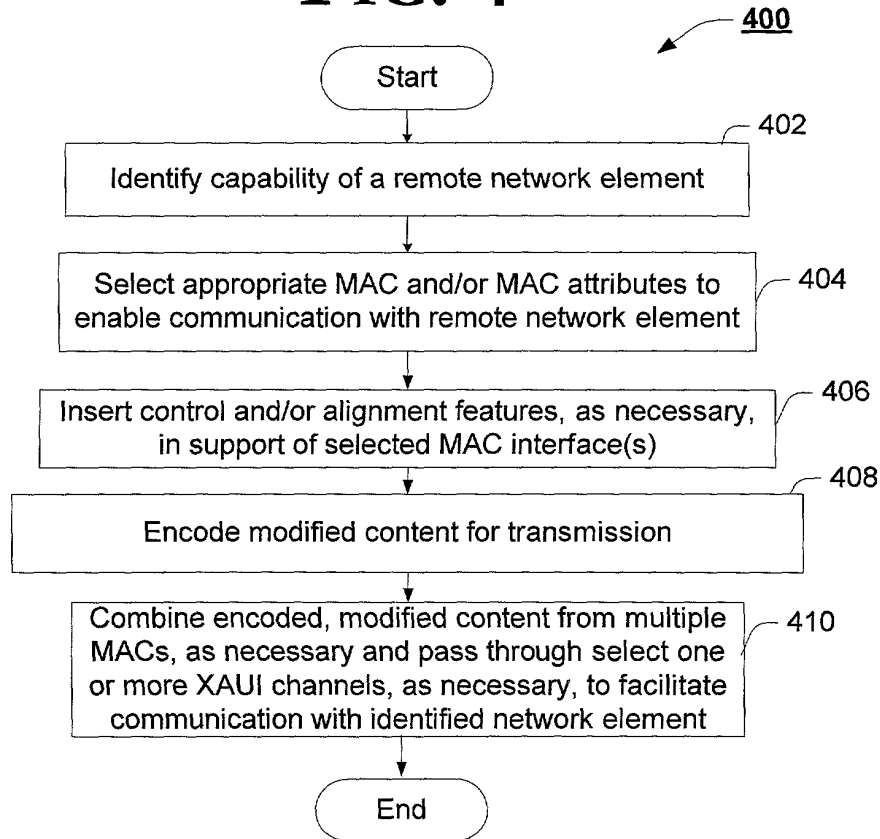 400
Start
402
Identify capability of a remote network element
Select appropriate MAC and/or MAC attributes to
enable communication with remote network element
404
Insert control and/or alignment features, as necessary,
in support of selected MAC interface(s)
406
408
Encode modified content for transmission
Combine encoded, modified content from multiple
MACs, as necessary and pass through select one
or more XAUI channels, as necessary, to facilitate
communication with identified network element
410
End